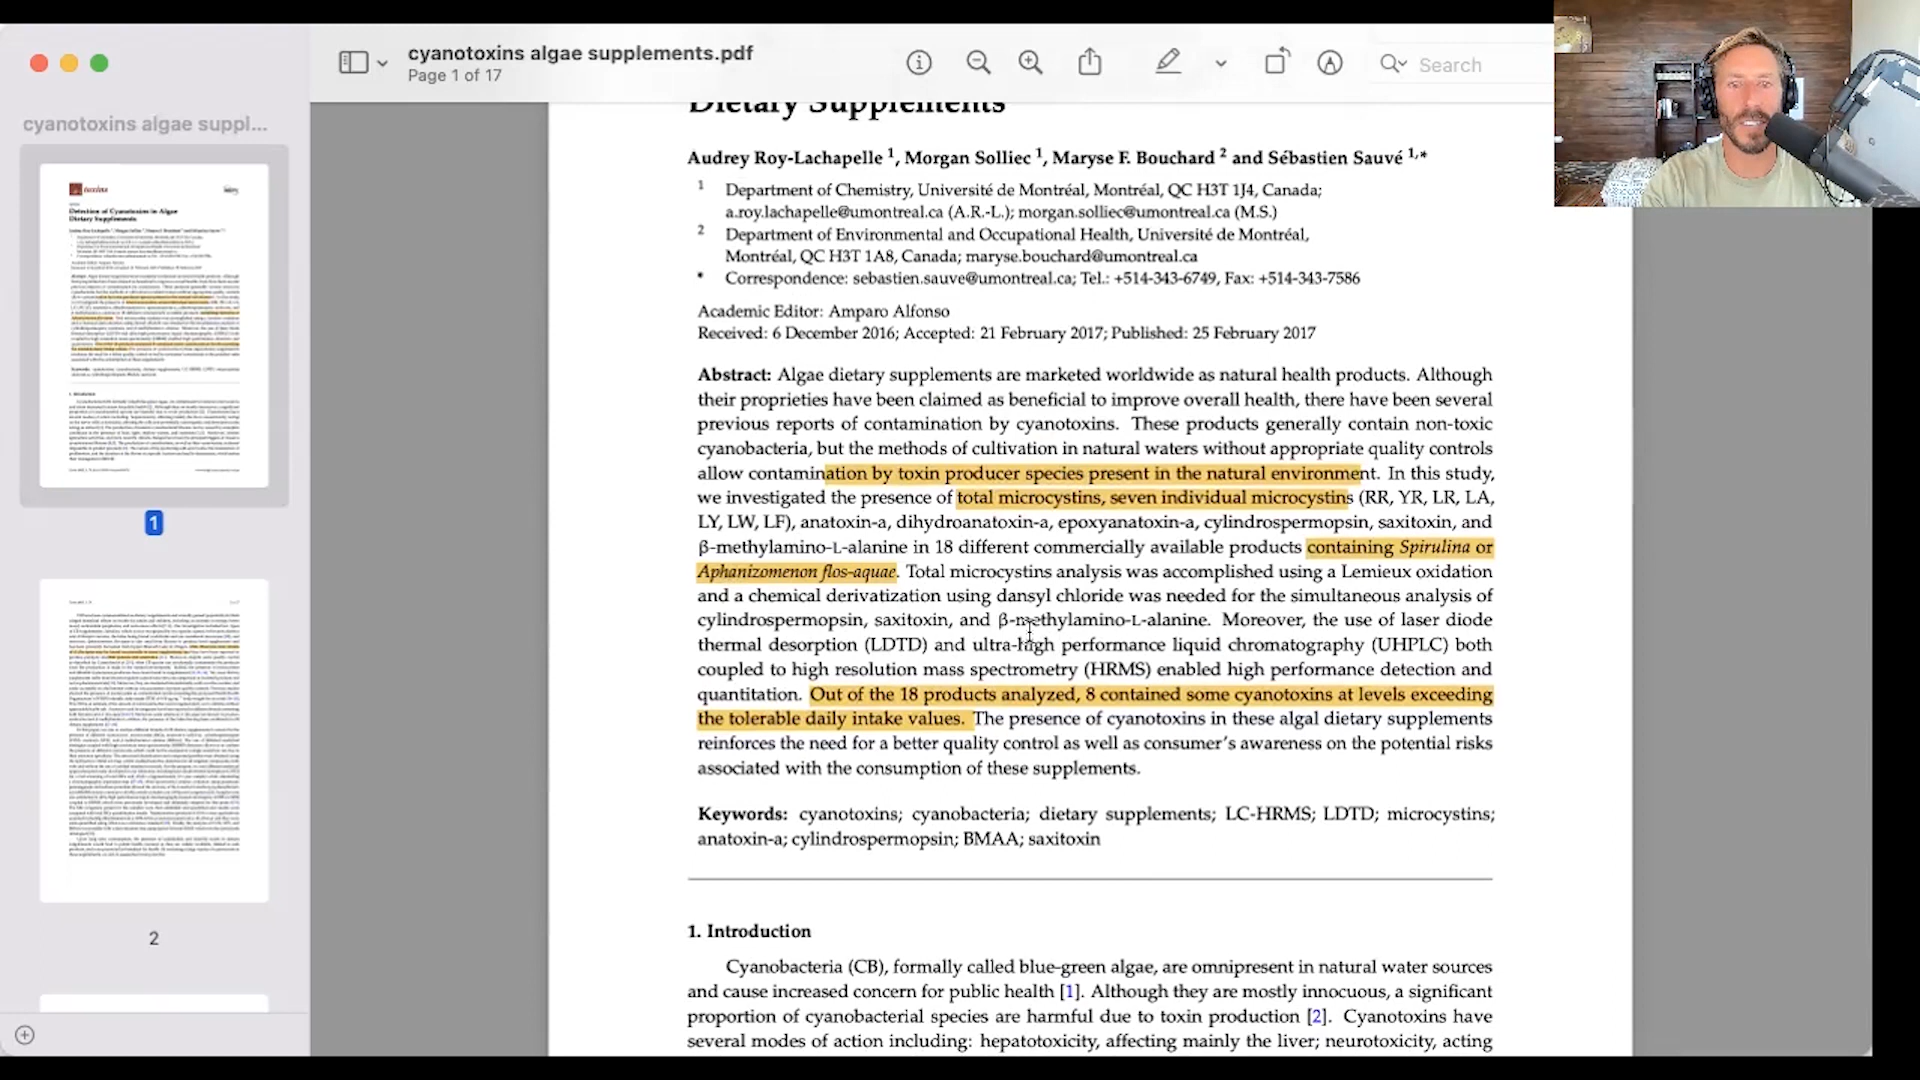 cyanotoxins algae supplements.pdf
Page 1 of 17
Search
cyanotoxins algae suppl...
Detection of Cyanotoxins in Algae
Dietary Supplements
1
2
Dietary Supplements
Audrey Roy-Lachapelle 1, Morgan Solliec 1, Maryse F. Bouchard 2 and Sébastien Sauvé 1,*
1 Department of Chemistry, Université de Montréal, Montréal, QC H3T 1J4, Canada;
a.roy.lachapelle@umontreal.ca (A.R.-L.); morgan.solliec@umontreal.ca (M.S.)
2 Department of Environmental and Occupational Health, Université de Montréal,
Montréal, QC H3T 1A8, Canada; maryse.bouchard@umontreal.ca
* Correspondence: sebastien.sauve@umontreal.ca; Tel.: +514-343-6749, Fax: +514-343-7586
Academic Editor: Amparo Alfonso
Received: 6 December 2016; Accepted: 21 February 2017; Published: 25 February 2017
Abstract: Algae dietary supplements are marketed worldwide as natural health products. Although
their proprieties have been claimed as beneficial to improve overall health, there have been several
previous reports of contamination by cyanotoxins. These products generally contain non-toxic
cyanobacteria, but the methods of cultivation in natural waters without appropriate quality controls
allow contamination by toxin producer species present in the natural environment. In this study,
we investigated the presence of total microcystins, seven individual microcystins (RR, YR, LR, LA,
LY, LW, LF), anatoxin-a, dihydroanatoxin-a, epoxyanatoxin-a, cylindrospermopsin, saxitoxin, and
β-methylamino-L-alanine in 18 different commercially available products containing Spirulina or
Aphanizomenon flos-aquae. Total microcystins analysis was accomplished using a Lemieux oxidation
and a chemical derivatization using dansyl chloride was needed for the simultaneous analysis of
cylindrospermopsin, saxitoxin, and β-methylamino-L-alanine. Moreover, the use of laser diode
thermal desorption (LDTD) and ultra-high performance liquid chromatography (UHPLC) both
coupled to high resolution mass spectrometry (HRMS) enabled high performance detection and
quantitation. Out of the 18 products analyzed, 8 contained some cyanotoxins at levels exceeding
the tolerable daily intake values. The presence of cyanotoxins in these algal dietary supplements
reinforces the need for a better quality control as well as consumer's awareness on the potential risks
associated with the consumption of these supplements.
Keywords: cyanotoxins; cyanobacteria; dietary supplements; LC-HRMS; LDTD; microcystins;
anatoxin-a; cylindrospermopsin; BMAA; saxitoxin
1. Introduction
Cyanobacteria (CB), formally called blue-green algae, are omnipresent in natural water sources
and cause increased concern for public health [1]. Although they are mostly innocuous, a significant
proportion of cyanobacterial species are harmful due to toxin production [2]. Cyanotoxins have
several modes of action including: hepatotoxicity, affecting mainly the liver; neurotoxicity, acting